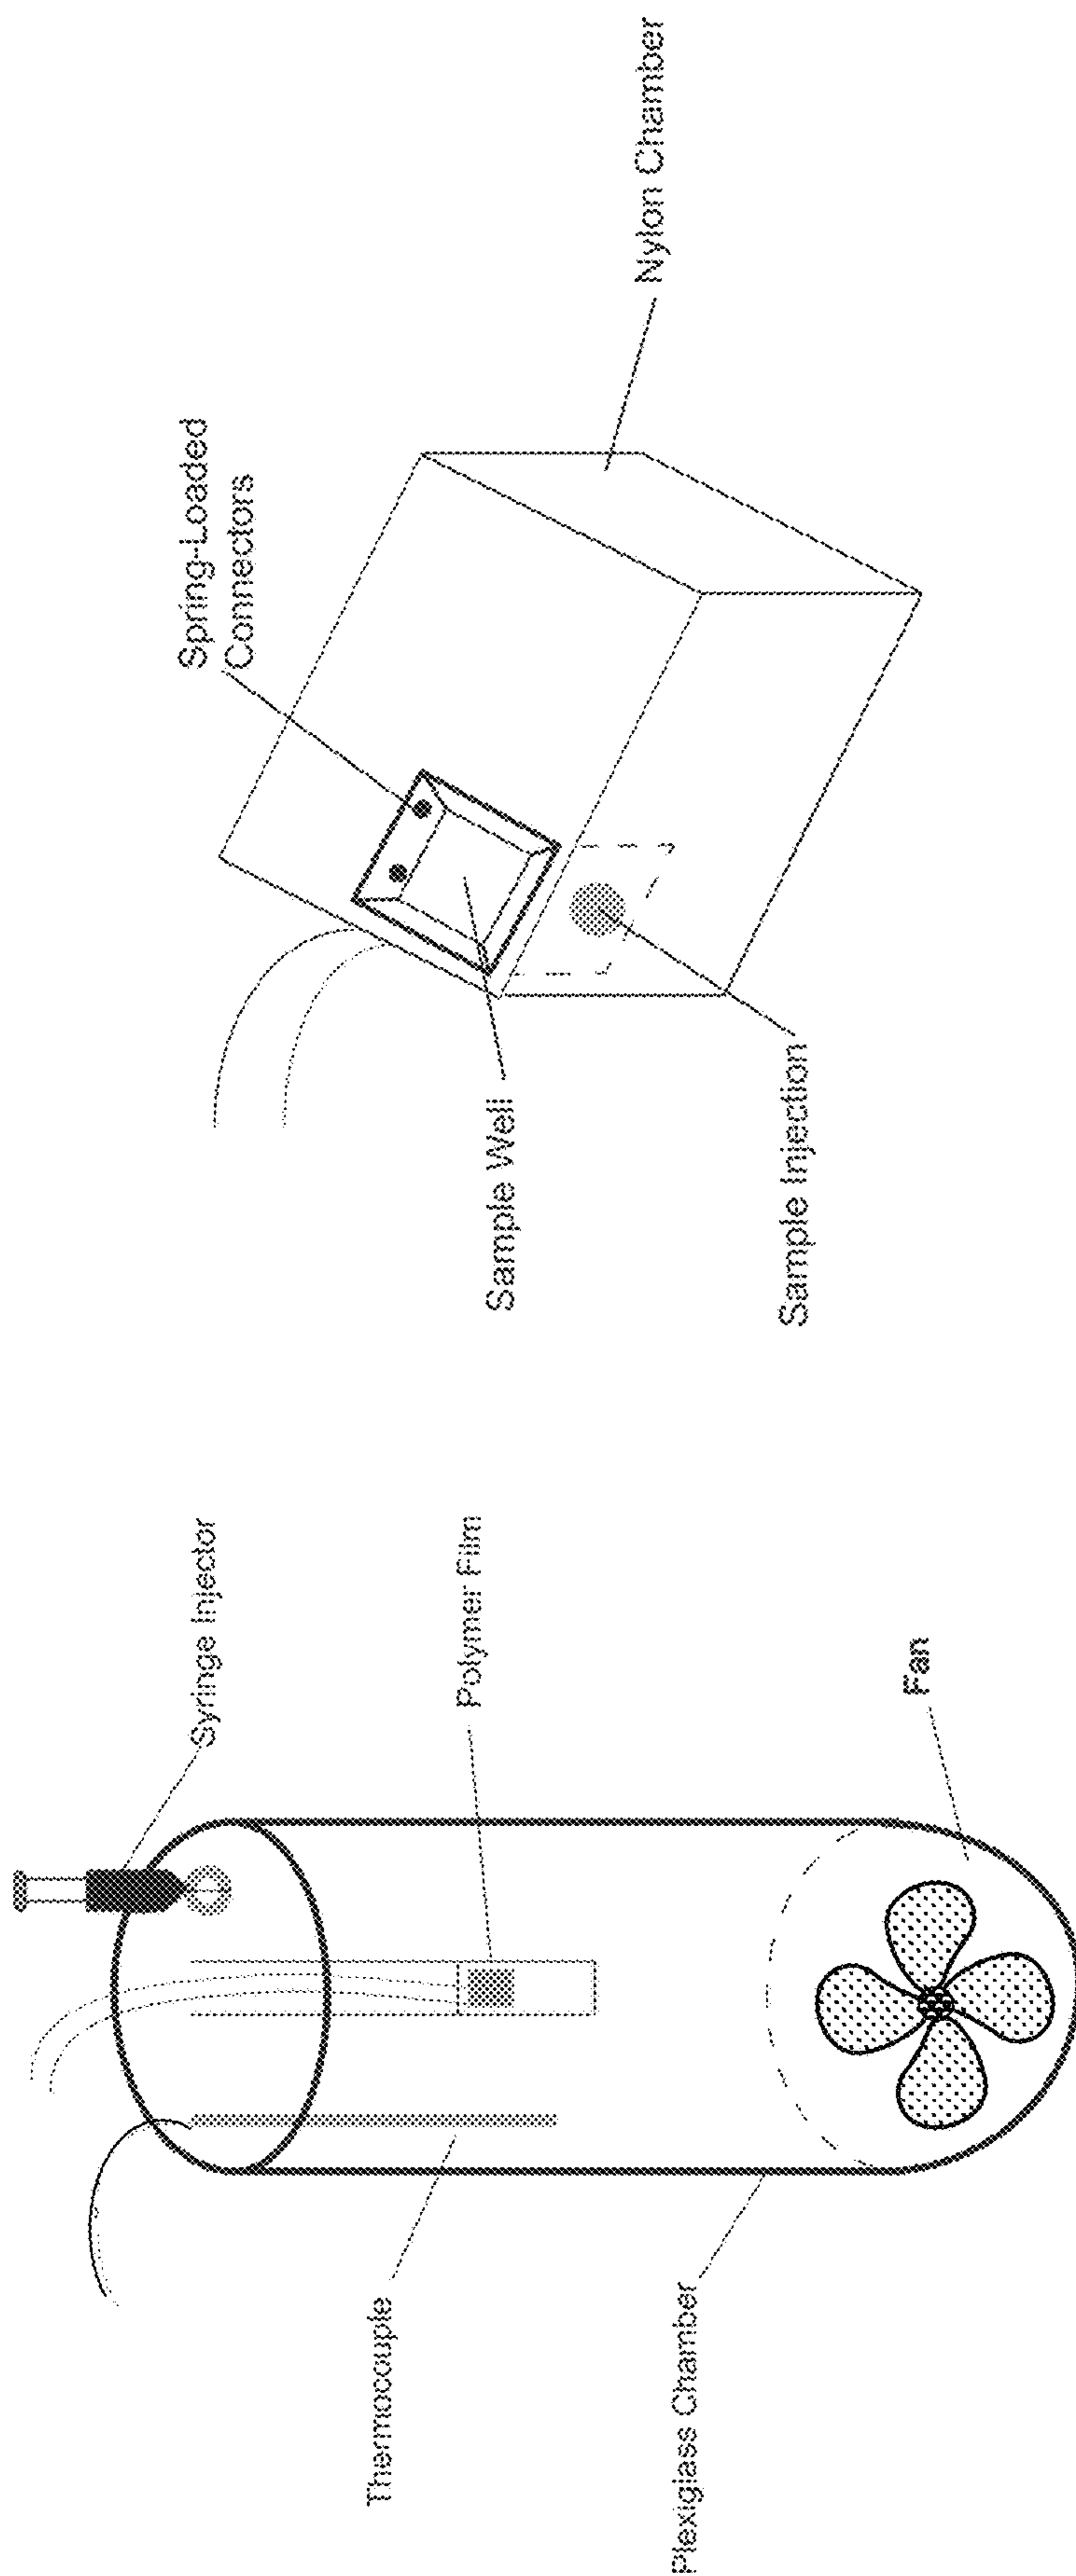 Thermocouple
Plexiglass Chamber
Syringe Injector
Polymer Film
Fan
Sample Well
Sample Injection
Spring-Loaded
Connectors
Nylon Chamber